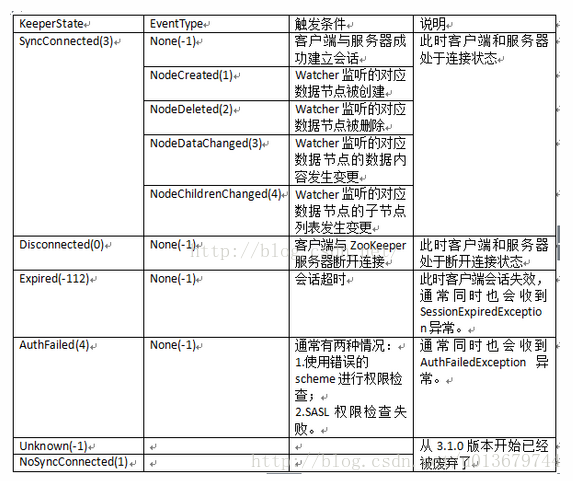 KeeperState EventType 触发条件 说明
SyncConnected(3) None(-1) 客户端与服务器成 此时客户端和服务器
功建立会话 处于连接状态
NodeCreated(1) Watcher 监听的对应
数据节点被创建
NodeDeleted(2) Watcher 监听的对应
数据节点被删除
NodeDataChanged(3) Watcher 监听的对应
数据节点的数据内
容发生变更
NodeChildrenChanged(4) Watcher 监听的对应
数据节点的子节点
列表发生变更
Disconnected(0) None(-1) 客户端与 ZooKeeper 此时客户端和服务器
服务器断开连接 处于断开连接状态
Expired(-112) None(-1) 会话超时 此时客户端会话失效，
通常同时也会收到
SessionExpiredExceptio
n 异常。
AuthFailed(4) None(-1) 通常有两种情况： 通常同时也会收到
1.使用错误的 AuthFailedException 异
scheme 进行权限检 常。
查；
2.SASL 权限检查失
败。
Unknown(-1) 从 3.1.0 版本开始已经
NoSyncConnected(1) 被废弃了